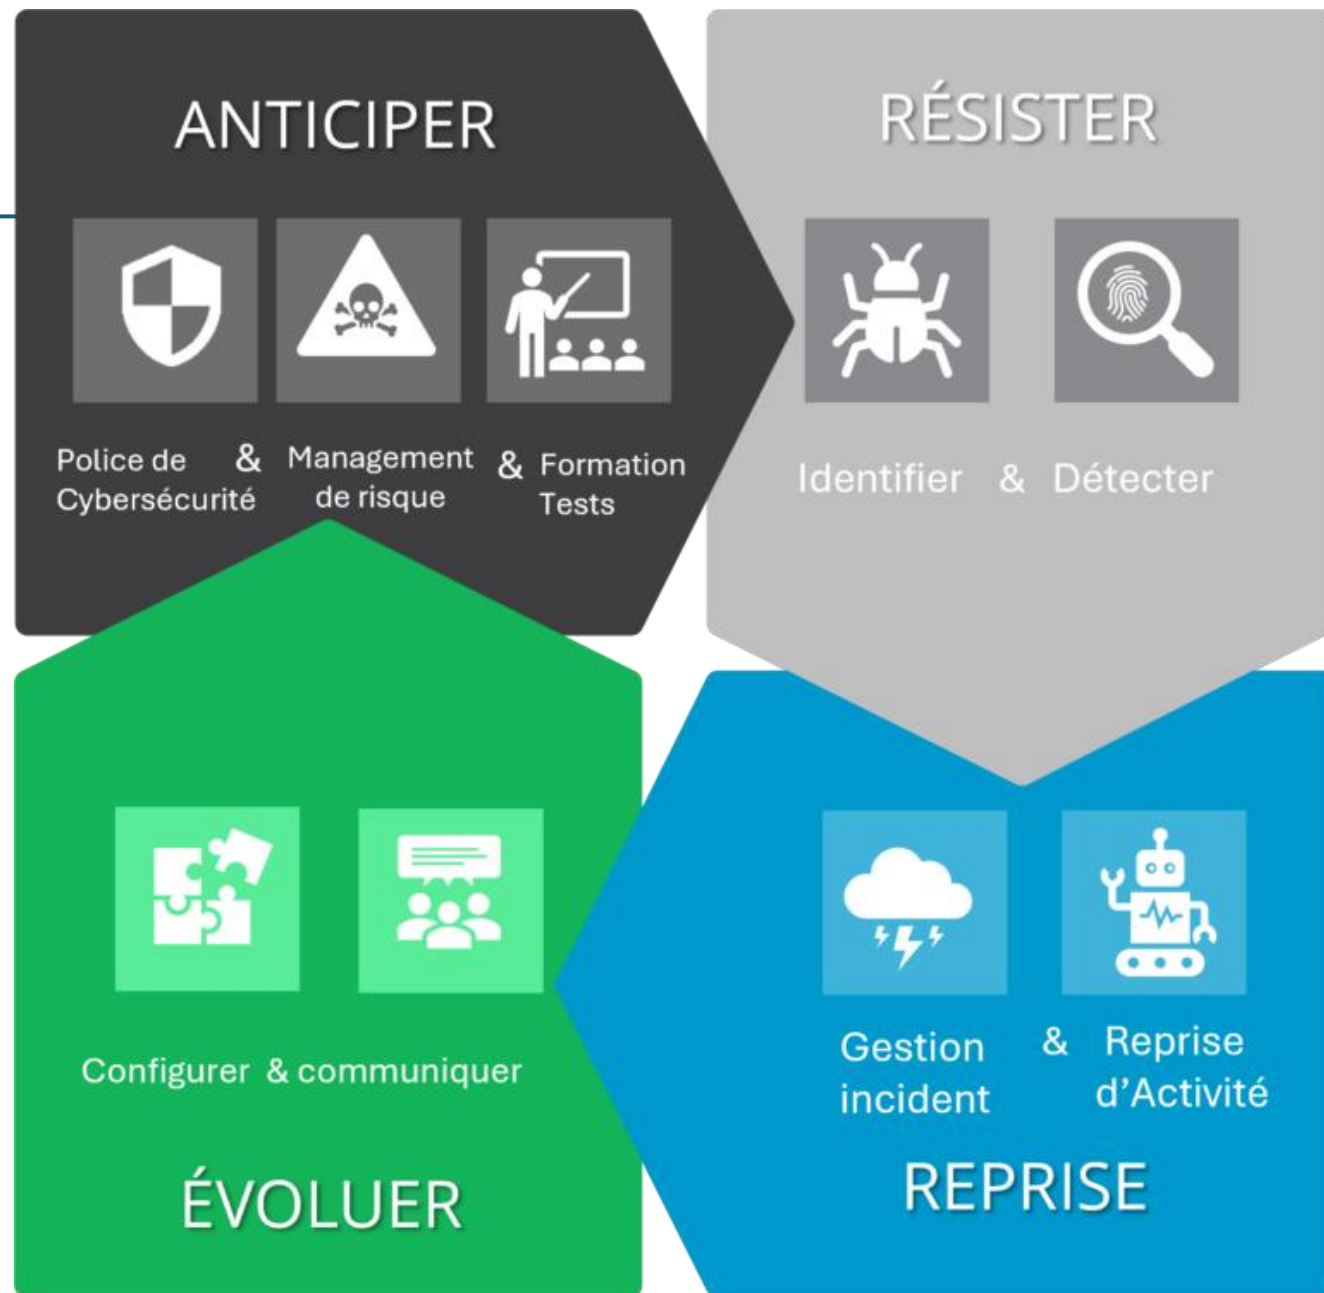 ANTICIPER
Police de & Management & Formation
Cybersécurité de risque Tests
RÉSISTER
Identifier & Détecter
Gestion & Reprise
incident d’Activité
REPRISE
Configurer & communiquer
ÉVOLUER